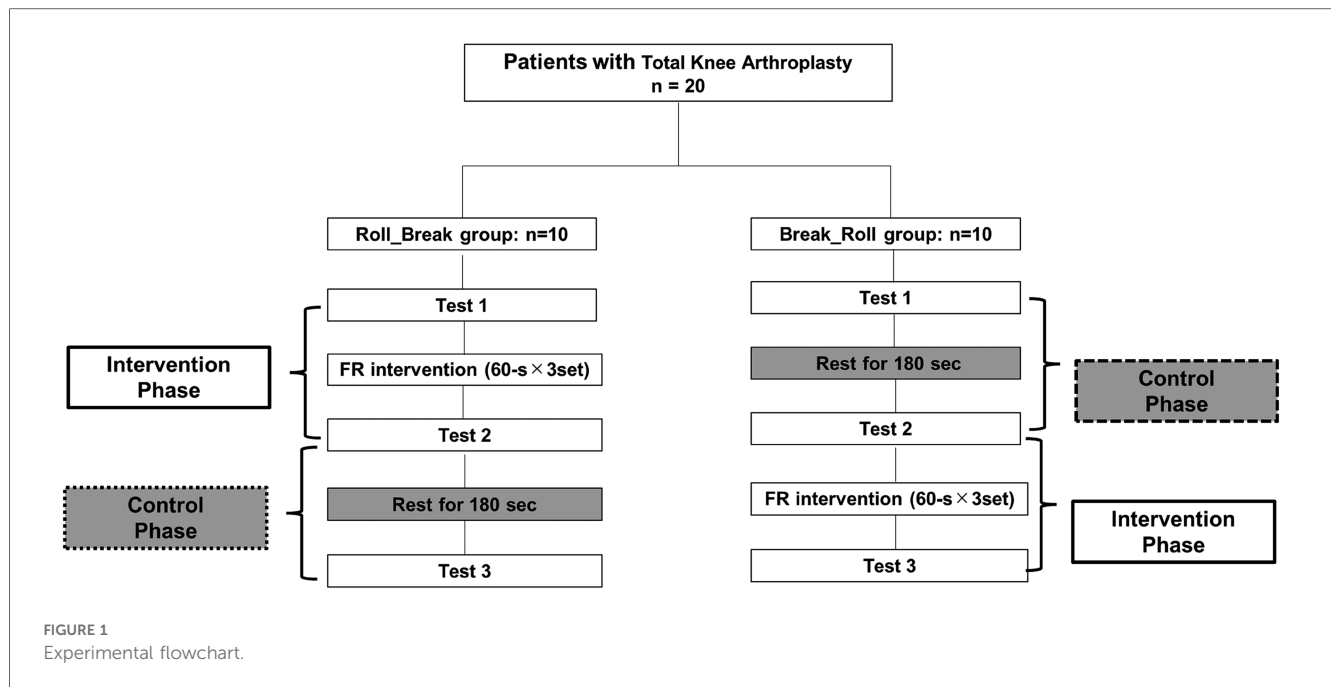 Patients with Total Knee Arthroplasty
n = 20
Roll_Break group: n=10
Test 1
FR intervention (60-s×3set)
Test 2
Rest for 180 sec
Test 3
Intervention
Phase
Control
Phase
Break_Roll group: n=10
Test 1
Rest for 180 sec
Test 2
FR intervention (60-s×3set)
Test 3
Control
Phase
Intervention
Phase
FIGURE 1
Experimental flowchart.